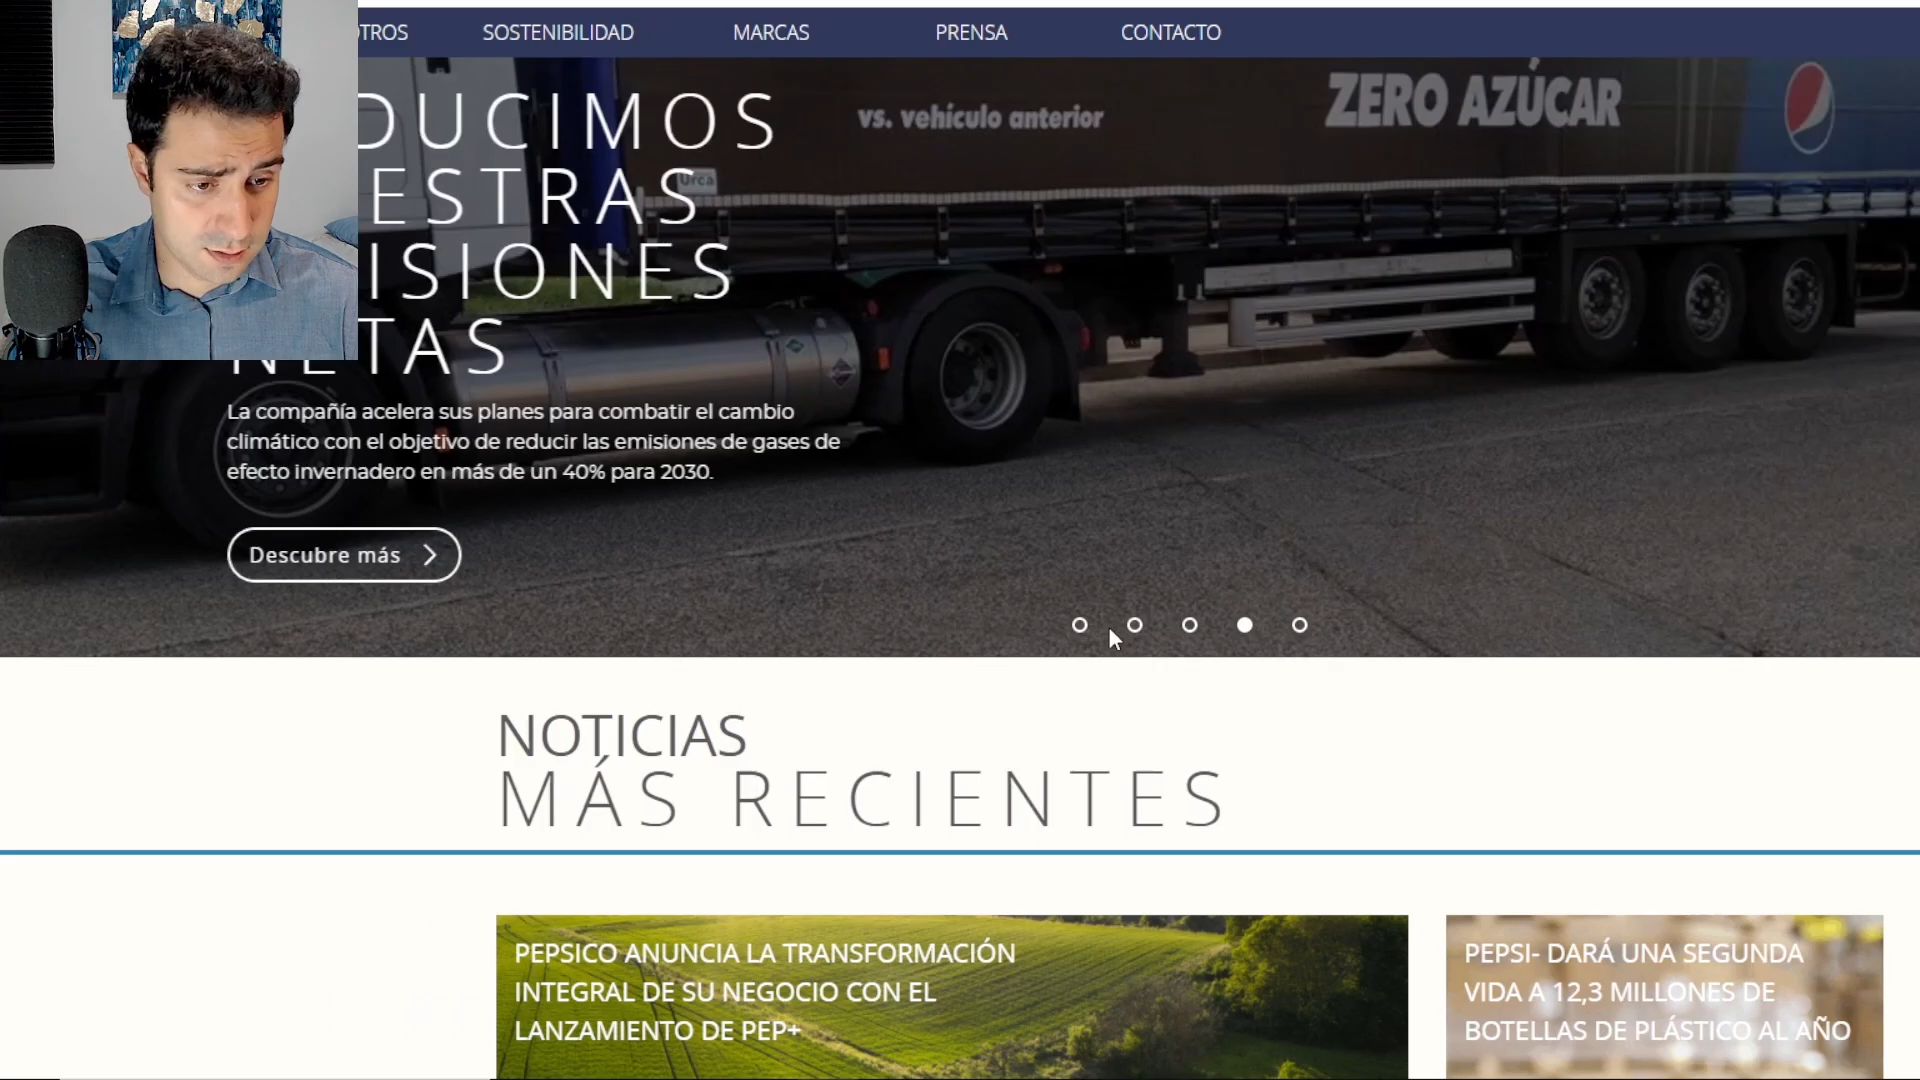 OTROS
SOSTENIBILIDAD
MARCAS
PRENSA
CONTACTO
DUCIMOS
ESTRAS
ISIONES
NETAS
vs. vehículo anterior
ZERO AZÚCAR
Urca
La compañía acelera sus planes para combatir el cambio
climático con el objetivo de reducir las emisiones de gases de
efecto invernadero en más de un 40% para 2030.
Descubre más
NOTICIAS
MÁS RECIENTES
PEPSICO ANUNCIA LA TRANSFORMACIÓN
INTEGRAL DE SU NEGOCIO CON EL
LANZAMIENTO DE PEP+
PEPSI- DARÁ UNA SEGUNDA
VIDA A 12,3 MILLONES DE
BOTELLAS DE PLÁSTICO AL AÑO